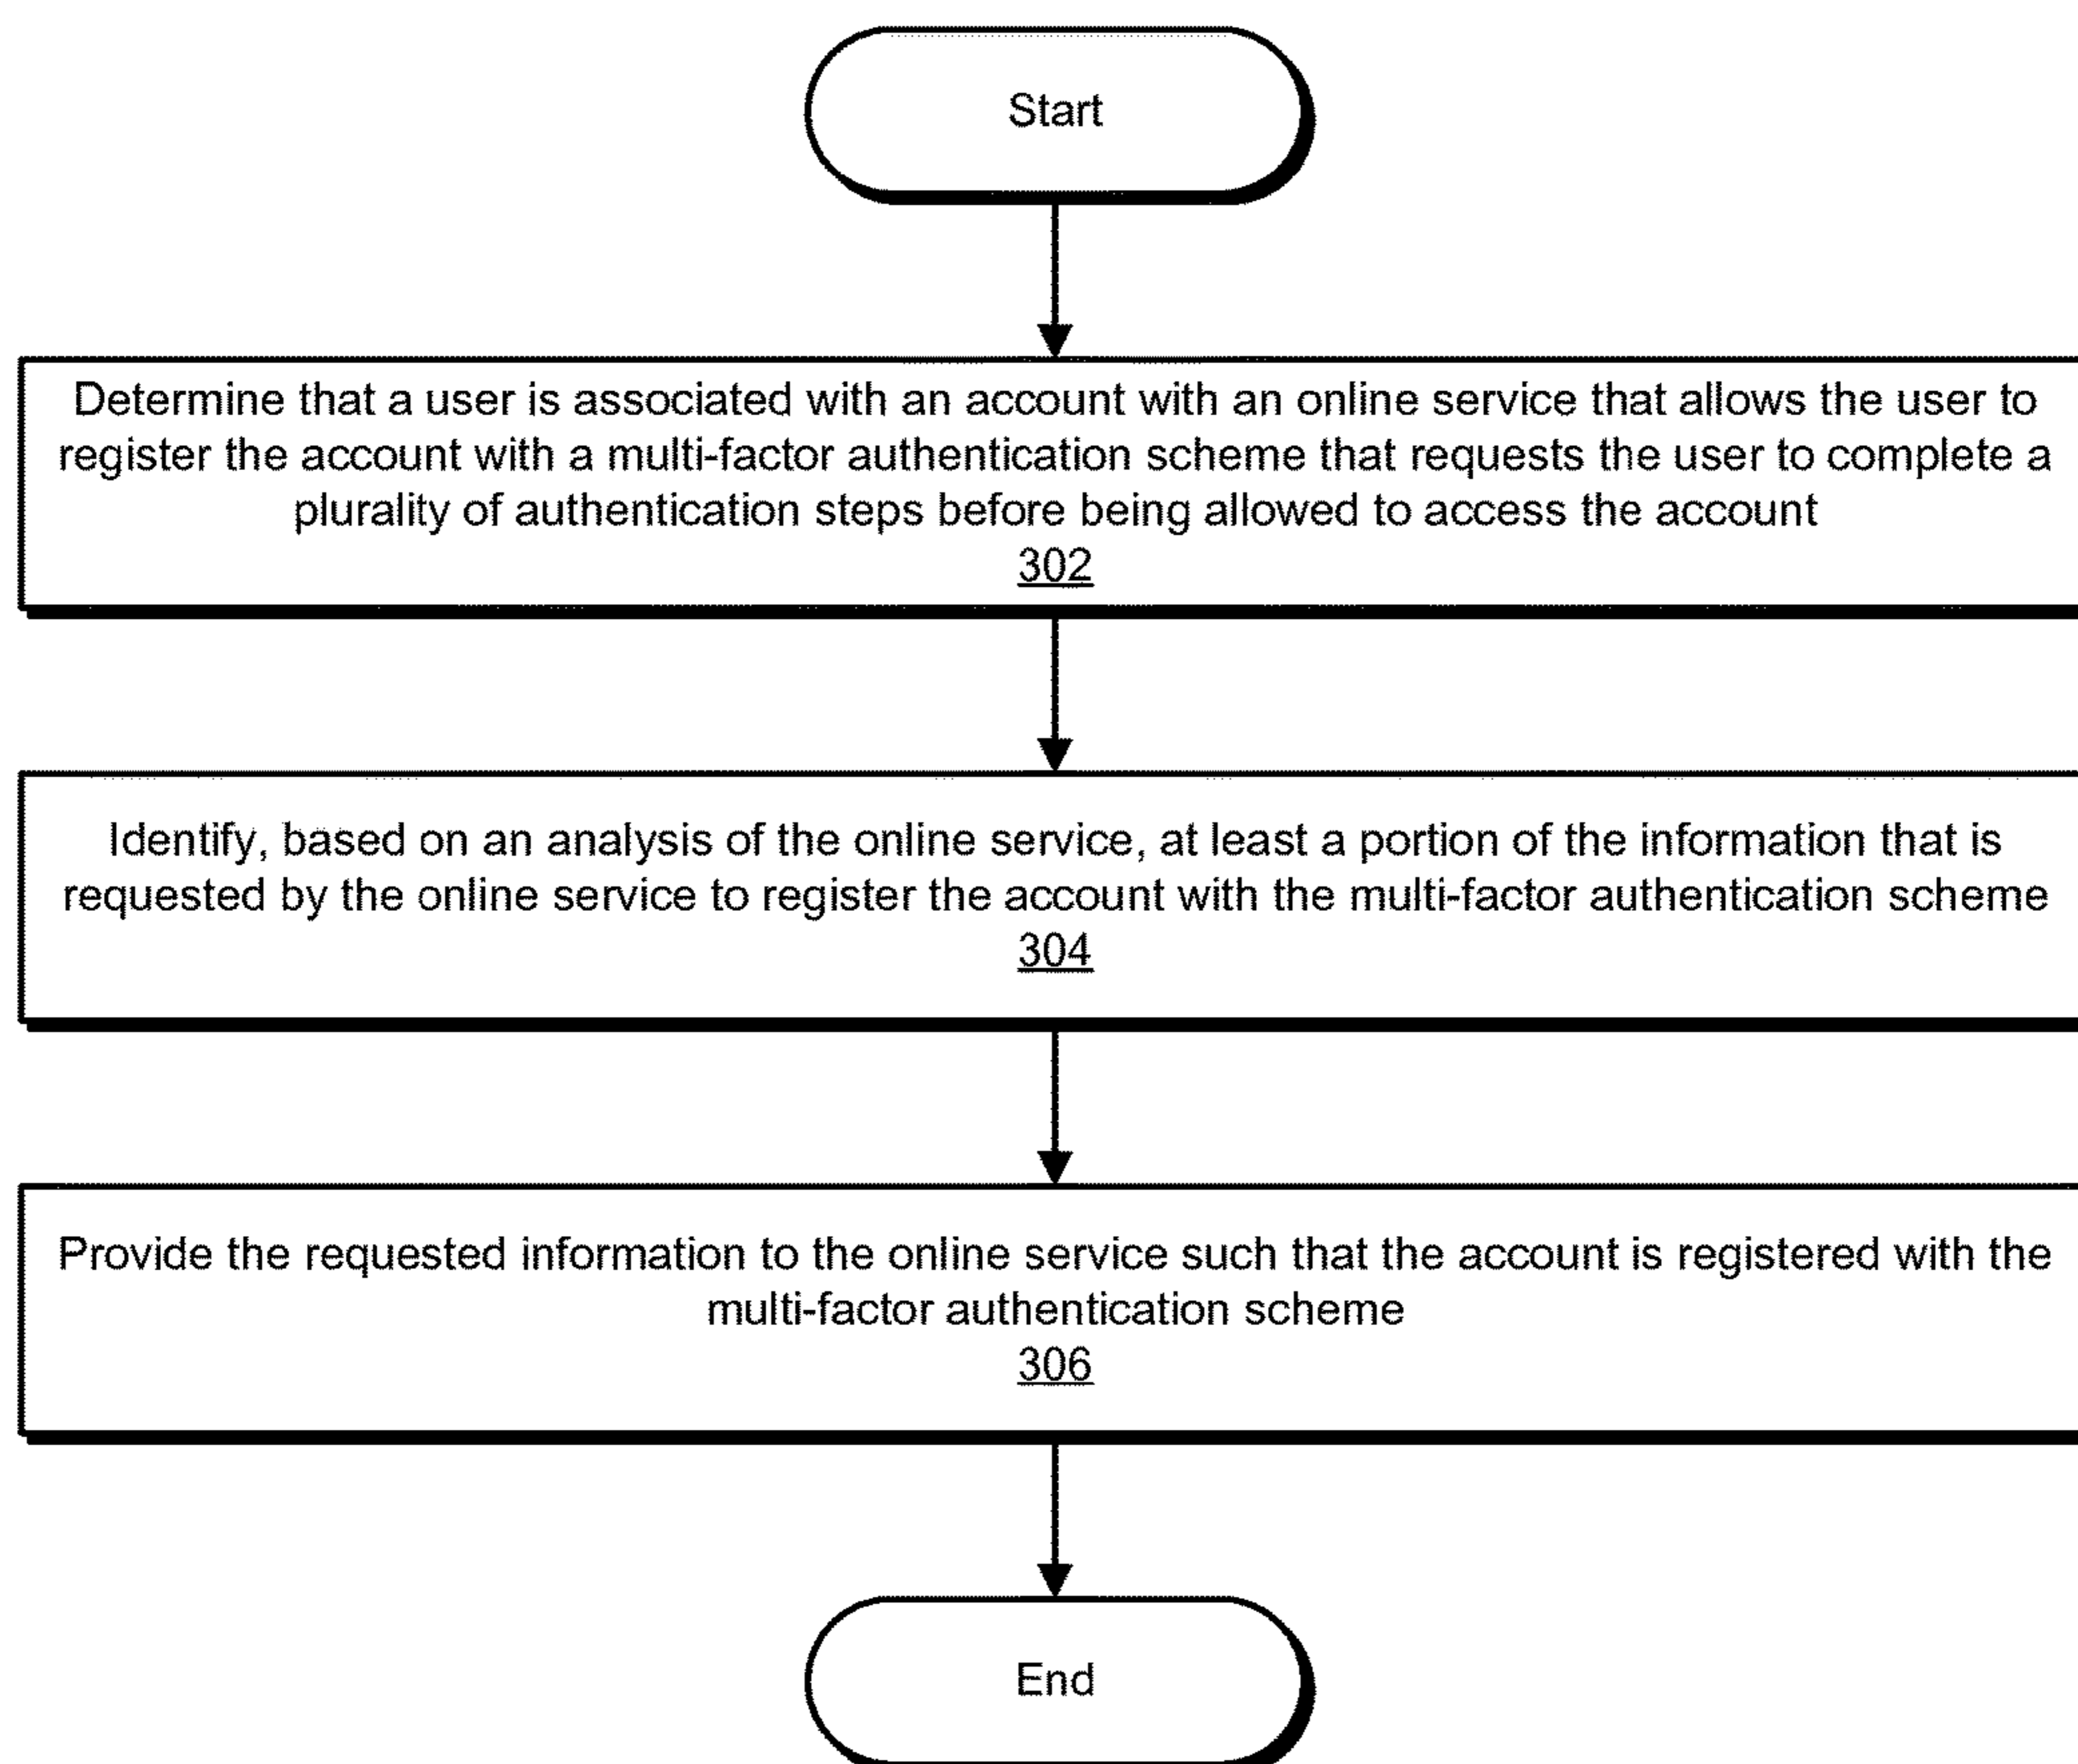 Start
Determine that a user is associated with an account with an online service that allows the user to
register the account with a multi-factor authentication scheme that requests the user to complete a
plurality of authentication steps before being allowed to access the account
302
Identify, based on an analysis of the online service, at least a portion of the information that is
requested by the online service to register the account with the multi-factor authentication scheme
304
Provide the requested information to the online service such that the account is registered with the
multi-factor authentication scheme
306
End